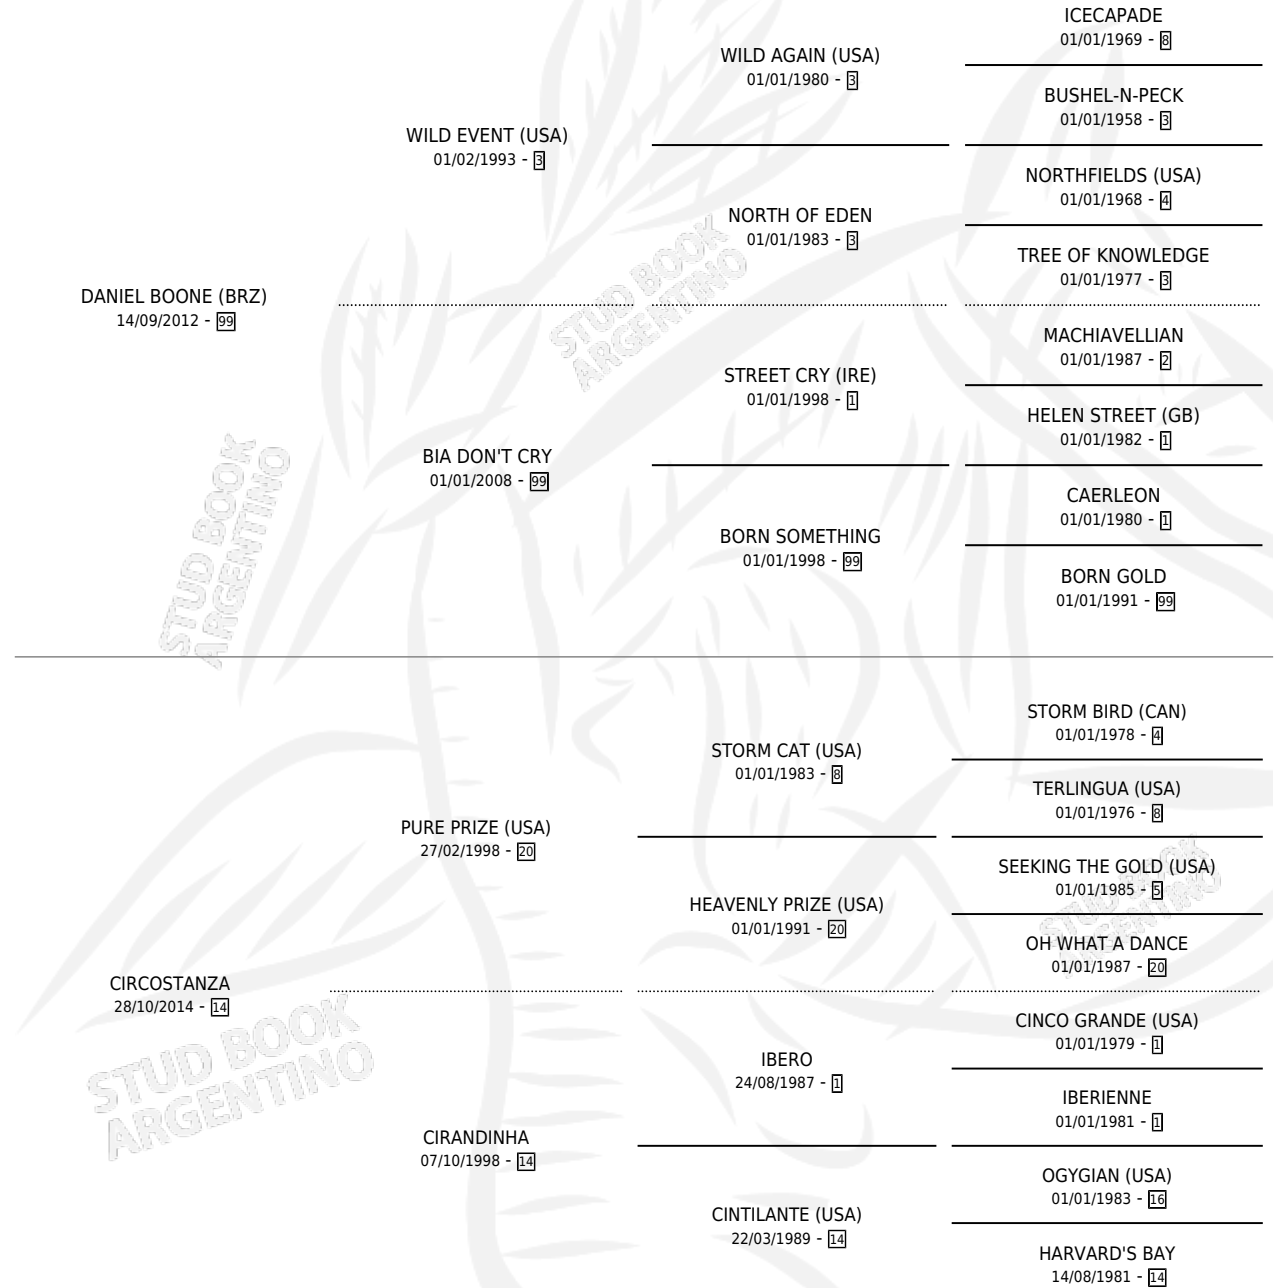 ICECAPADE
01/01/1969 - 8
WILD AGAIN (USA)
01/01/1980 - 3
BUSHEL-N-PECK
01/01/1958 - 3
WILD EVENT (USA)
01/02/1993 - 3
NORTHFIELDS (USA)
01/01/1968 - 4
NORTH OF EDEN
01/01/1983 - 3
TREE OF KNOWLEDGE
01/01/1977 - 3
DANIEL BOONE (BRZ)
14/09/2012 - 99
MACHIAVELLIAN
01/01/1987 - 2
STREET CRY (IRE)
01/01/1998 - 1
HELEN STREET (GB)
01/01/1982 - 1
BIA DON'T CRY
01/01/2008 - 99
CAERLEON
01/01/1980 - 1
BORN SOMETHING
01/01/1998 - 99
BORN GOLD
01/01/1991 - 99
STUD BOOK
ARGENTINO
STUD BOOK
ARGENTINO
STORM BIRD (CAN)
01/01/1978 - 4
STORM CAT (USA)
01/01/1983 - 8
TERLINGUA (USA)
01/01/1976 - 8
PURE PRIZE (USA)
27/02/1998 - 20
SEEKING THE GOLD (USA)
01/01/1985 - 5
HEAVENLY PRIZE (USA)
01/01/1991 - 20
OH WHAT A DANCE
01/01/1987 - 20
STUD BOOK
ARGENTINO
CIRCOSTANZA
28/10/2014 - 14
CINCO GRANDE (USA)
01/01/1979 - 1
IBERO
24/08/1987 - 1
IBERIENNE
01/01/1981 - 1
CIRANDINHA
07/10/1998 - 14
OGYGIAN (USA)
01/01/1983 - 16
CINTILANTE (USA)
22/03/1989 - 14
HARVARD'S BAY
14/08/1981 - 14
STUD BOOK
ARGENTINO